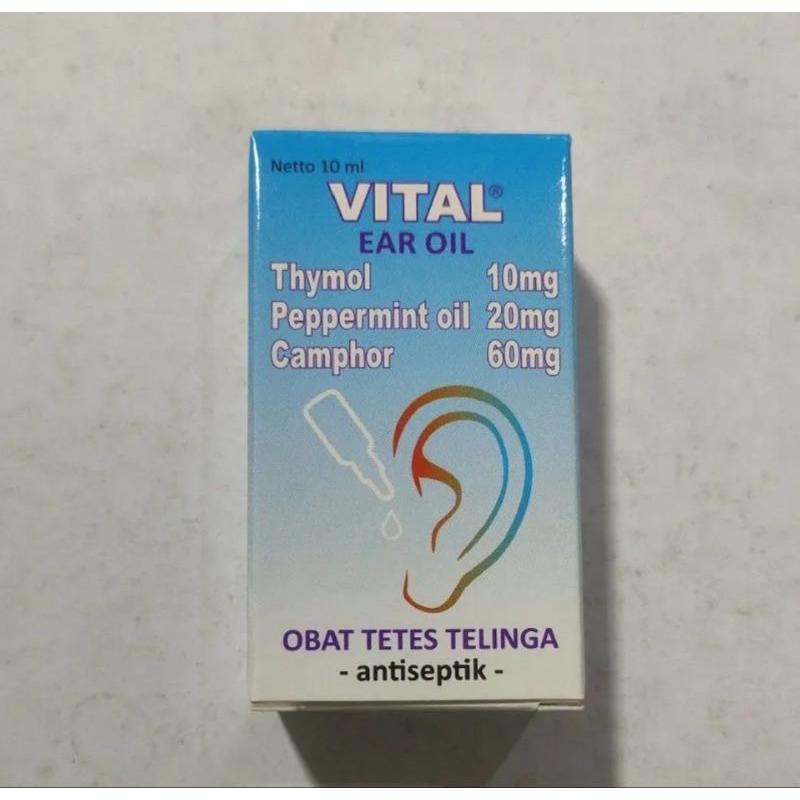 Netto 10 ml
VITAL®
EAR OIL
Thymol 10mg
Peppermint oil 20mg
Camphor 60mg
OBAT TETES TELINGA
- antiseptik -